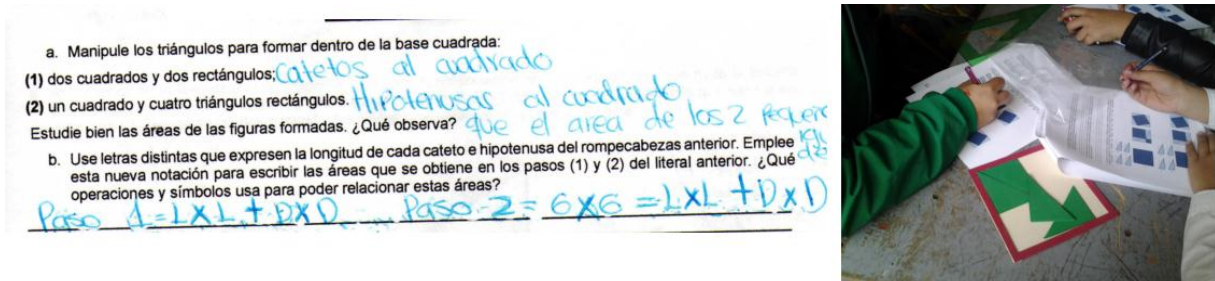 a. Manipule los triángulos para formar dentro de la base cuadrada:
(1) dos cuadrados y dos rectángulos; Catetos al cuadrado
(2) un cuadrado y cuatro triángulos rectángulos. Hipotenusas al cuadrado
Estudie bien las áreas de las figuras formadas. ¿Qué observa? que el area de los 2 pequeñ
b. Use letras distintas que expresen la longitud de cada cateto e hipotenusa del rompecabezas anterior. Emplee
esta nueva notación para escribir las áreas que se obtiene en los pasos (1) y (2) del literal anterior. ¿Qué
operaciones y símbolos usa para poder relacionar estas áreas?
Paso 1 = L X L + D X D Paso 2 = 6 X 6 = L X L + D X D